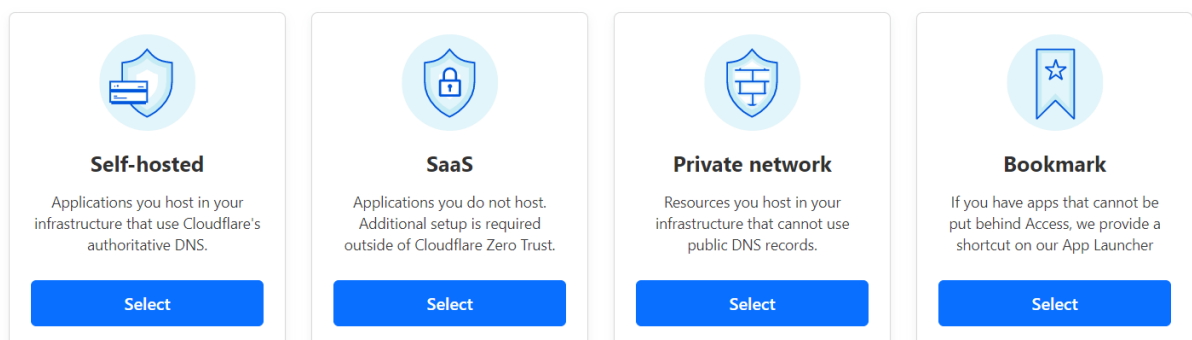 Self-hosted
Applications you host in your
infrastructure that use Cloudflare's
authoritative DNS.
Select
SaaS
Applications you do not host.
Additional setup is required
outside of Cloudflare Zero Trust.
Select
Private network
Resources you host in your
infrastructure that cannot use
public DNS records.
Select
Bookmark
If you have apps that cannot be
put behind Access, we provide a
shortcut on our App Launcher
Select